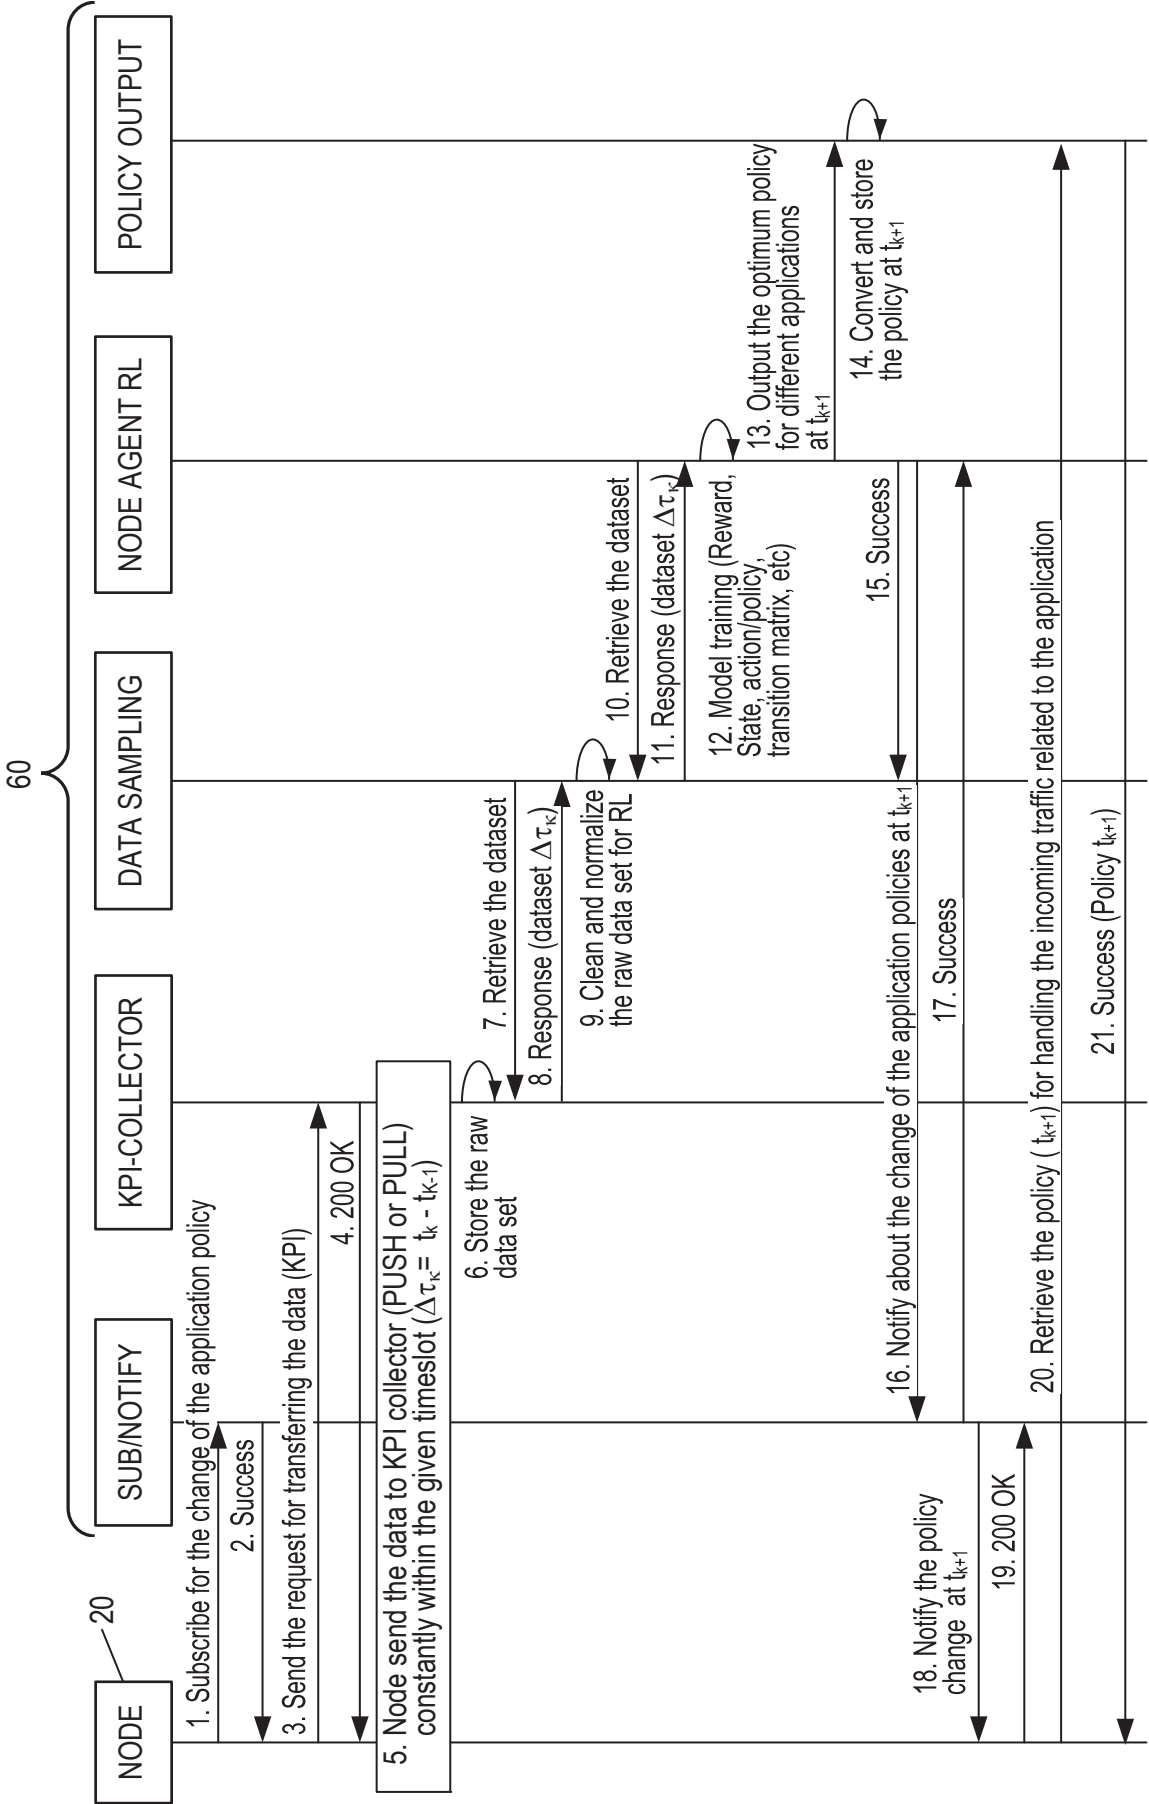 60
20
NODE
SUB/NOTIFY
KPI-COLLECTOR
DATA SAMPLING
NODE AGENT RL
POLICY OUTPUT
1. Subscribe for the change of the application policy
2. Success
3. Send the request for transferring the data (KPI)
4. 200 OK
5. Node send the data to KPI collector (PUSH or PULL)
constantly within the given timeslot (Δτκ= tk - tK-1)
6. Store the raw
data set
7. Retrieve the dataset
8. Response (dataset Δτκ)
9. Clean and normalize
the raw data set for RL
10. Retrieve the dataset
11. Response (dataset Δτκ)
12. Model training (Reward,
State, action/policy,
transition matrix, etc)
13. Output the optimum policy
for different applications
at tk+1
14. Convert and store
the policy at tk+1
15. Success
16. Notify about the change of the application policies at tk+1
17. Success
18. Notify the policy
change at tk+1
19. 200 OK
20. Retrieve the policy ( tk+1) for handling the incoming traffic related to the application
21. Success (Policy tk+1)